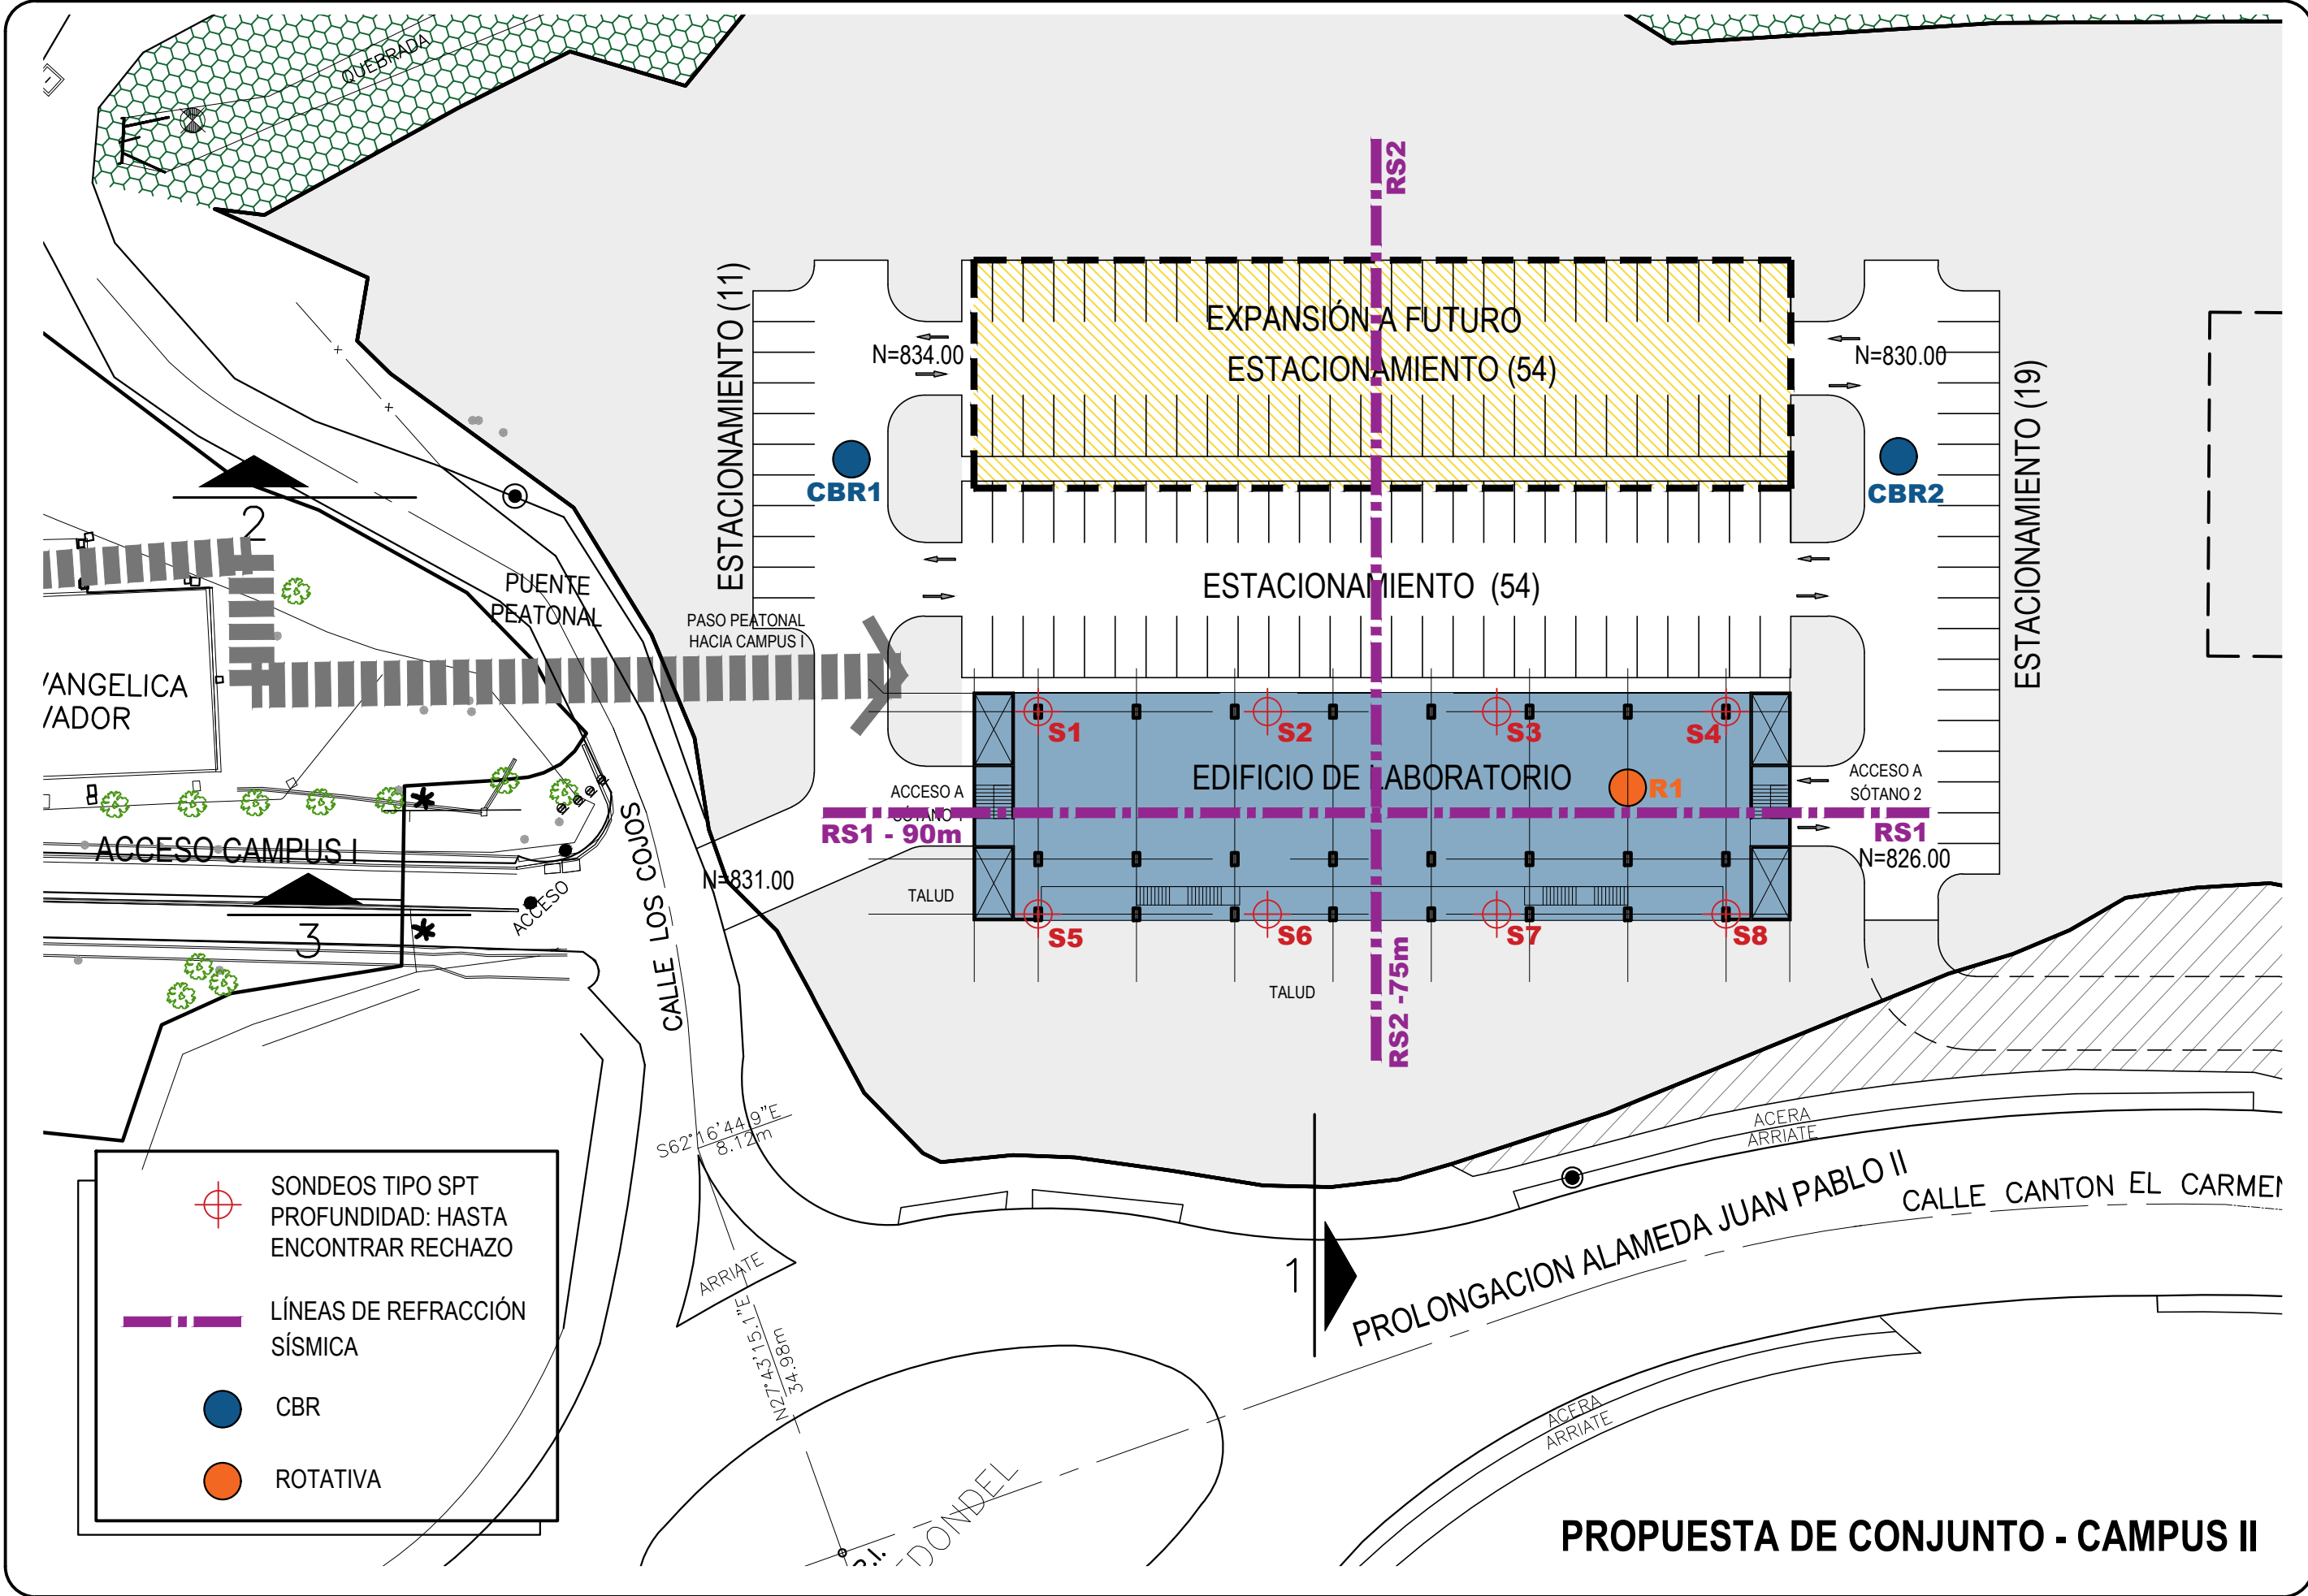 QUEBRADA
RS2
ESTACIONAMIENTO (11)
EXPANSIÓN A FUTURO
N=834.00
N=830.00
ESTACIONAMIENTO (54)
ESTACIONAMIENTO (19)
CBR1
CBR2
2
PUENTE
PEATONAL
ESTACIONAMIENTO (54)
PASO PEATONAL
HACIA CAMPUS I
VANGELICA
VADOR
S1
S2
S3
S4
EDIFICIO DE LABORATORIO
R1
ACCESO A
SÓTANO 1
ACCESO A
SÓTANO 2
RS1 - 90m
RS1
N=826.00
ACCESO CAMPUS I
CALLE LOS COJOS
N=831.00
TALUD
ACCESO
3
S5
S6
S7
S8
RS2 -75m
TALUD
S62°16'44.9"E
8.12m
ACERA
ARRIATE
SONDEOS TIPO SPT
PROFUNDIDAD: HASTA
ENCONTRAR RECHAZO
LÍNEAS DE REFRACCIÓN
SÍSMICA
CBR
ROTATIVA
ARRIATE
N27°43'15.1"E
34.98m
1
PROLONGACION ALAMEDA JUAN PABLO II
CALLE CANTON EL CARMEN
ACERA
ARRIATE
EDONDEL
P.I.
PROPUESTA DE CONJUNTO - CAMPUS II